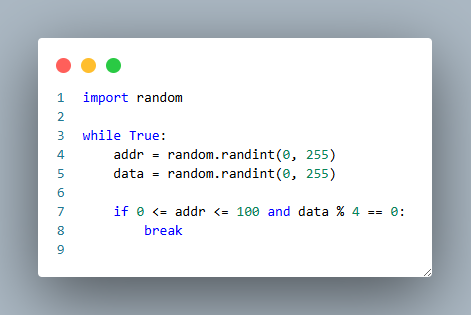 1 import random
2
3 while True:
4     addr = random.randint(0, 255)
5     data = random.randint(0, 255)
6
7     if 0 <= addr <= 100 and data % 4 == 0:
8         break
9